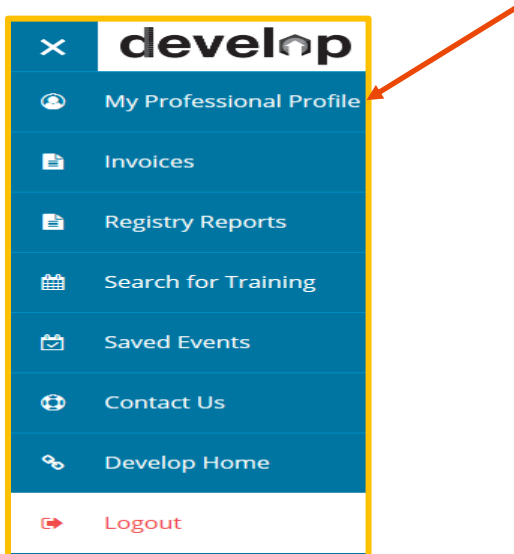 develop
My Professional Profile
Invoices
Registry Reports
Search for Training
Saved Events
Contact Us
Develop Home
Logout